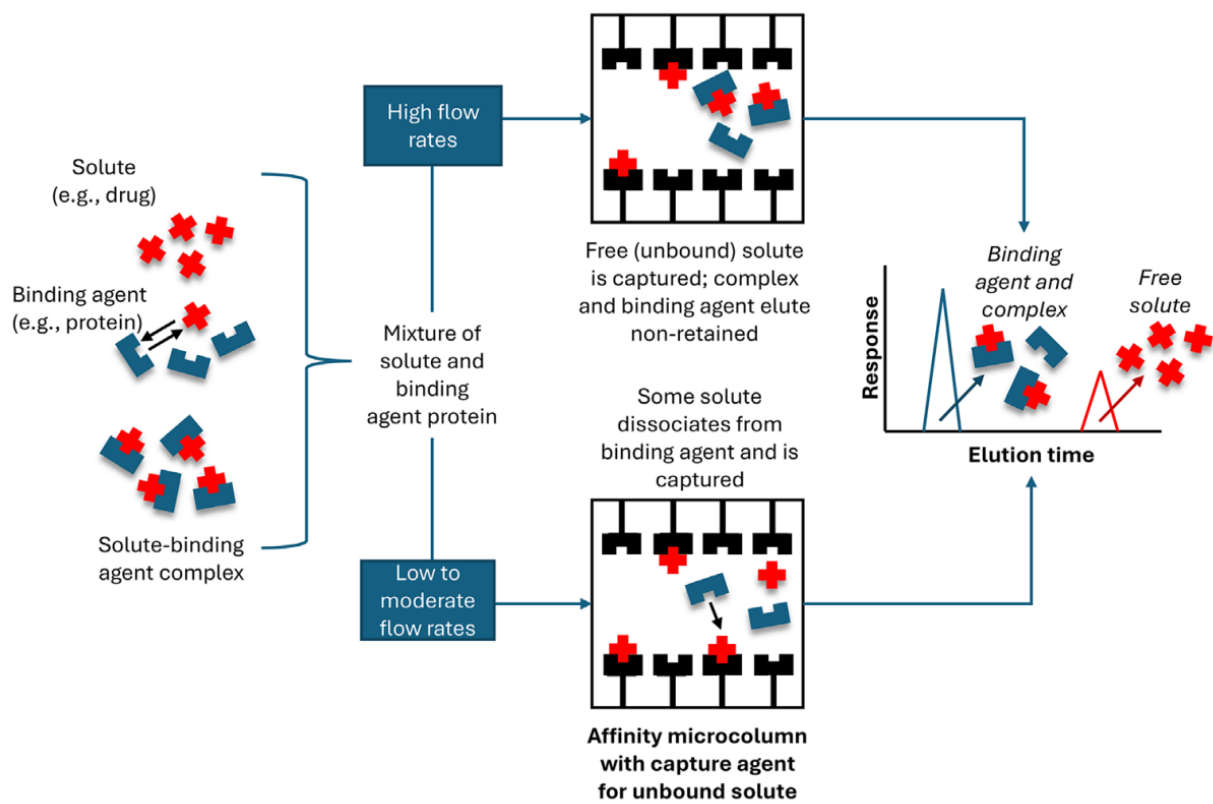 Solute
(e.g., drug)
Binding agent
(e.g., protein)
Solute-binding
agent complex
High flow
rates
Mixture of
solute and
binding
agent protein
Low to
moderate
flow rates
Free (unbound) solute
is captured; complex
and binding agent elute
non-retained
Some solute
dissociates from
binding agent and is
captured
Affinity microcolumn
with capture agent
for unbound solute
Binding
agent and
complex
Free
solute
Response
Elution time